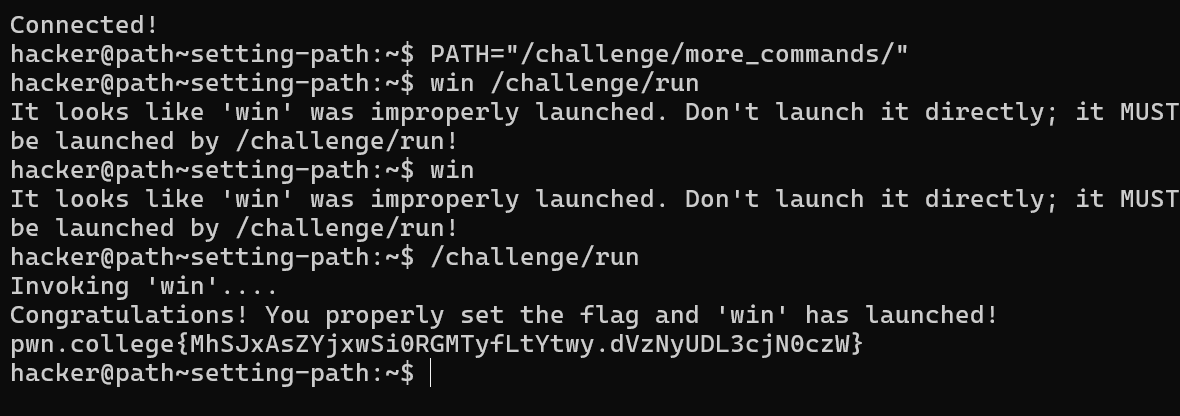 Connected!
hacker@path~setting-path:~$ PATH="/challenge/more_commands/"
hacker@path~setting-path:~$ win /challenge/run
It looks like 'win' was improperly launched. Don't launch it directly; it MUST
be launched by /challenge/run!
hacker@path~setting-path:~$ win
It looks like 'win' was improperly launched. Don't launch it directly; it MUST
be launched by /challenge/run!
hacker@path~setting-path:~$ /challenge/run
Invoking 'win'....
Congratulations! You properly set the flag and 'win' has launched!
pwn.college{MhSJxAsZYjxwSi0RGMTyfLtYtwy.dVzNyUDL3cjN0czW}
hacker@path~setting-path:~$